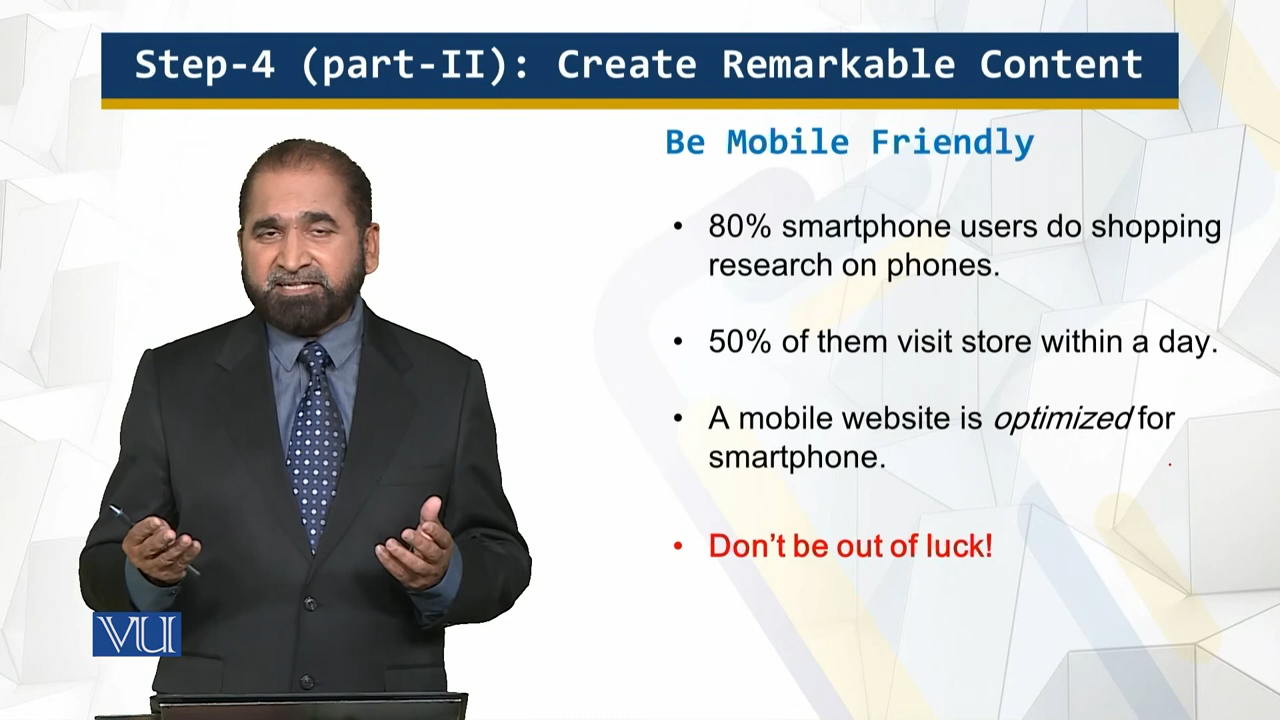 Step-4 (part-II): Create Remarkable Content
Be Mobile Friendly
• 80% smartphone users do shopping
research on phones.
• 50% of them visit store within a day.
• A mobile website is optimized for
smartphone.
• Don't be out of luck!
VU